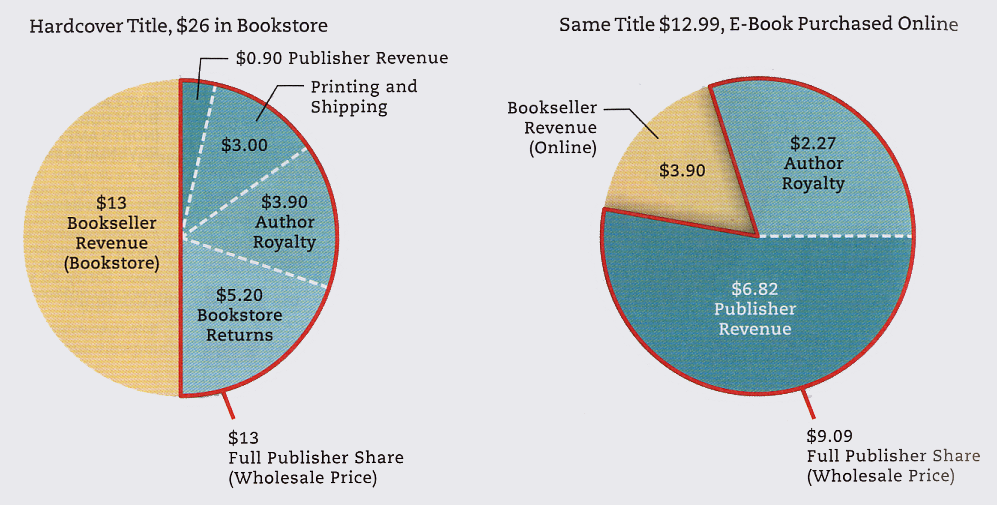 Hardcover Title, $26 in Bookstore
$0.90 Publisher Revenue
Printing and
Shipping
$3.00
$3.90
Author
Royalty
$13
Bookseller
Revenue
(Bookstore)
$5.20
Bookstore
Returns
$13
Full Publisher Share
(Wholesale Price)
Same Title $12.99, E-Book Purchased Online
Bookseller
Revenue
(Online)
$3.90
$2.27
Author
Royalty
$6.82
Publisher
Revenue
$9.09
Full Publisher Share
(Wholesale Price)